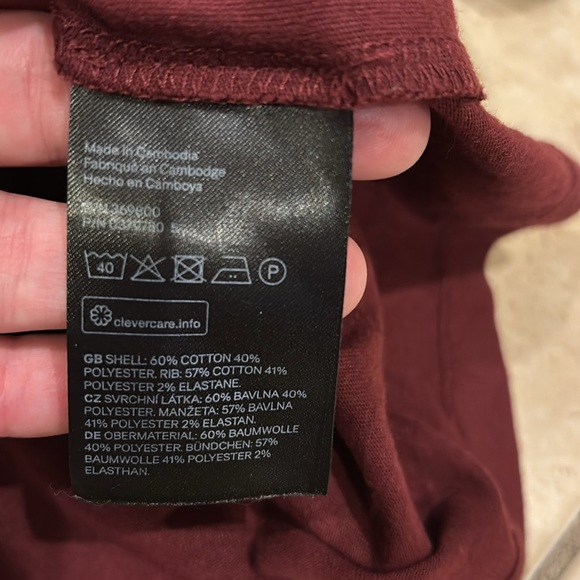 Made in Cambodia
Fabriqué en Cambodge
Hecho en Camboya
369800
P/N
40
P
clevercare.info
GB SHELL: 60% COTTON 40%
POLYESTER. RIB: 57% COTTON 41%
POLYESTER 2% ELASTANE.
CZ SVRCHNÍ LÁTKA: 60% BAVLNA 40%
POLYESTER. MANŽETA: 57% BAVLNA
41% POLYESTER 2% ELASTAN.
DE OBERMATERIAL: 60% BAUMWOLLE
40% POLYESTER. BÜNDCHEN: 57%
BAUMWOLLE 41% POLYESTER 2%
ELASTHAN.